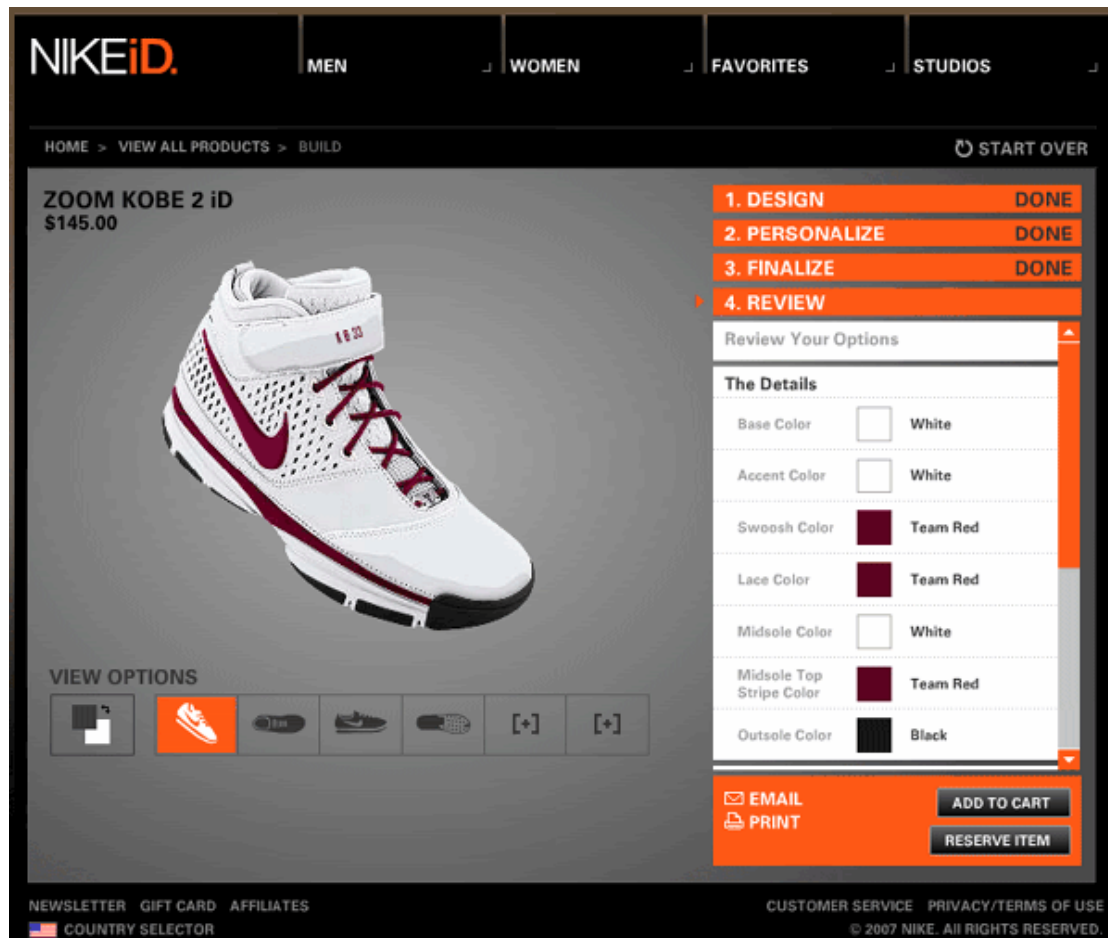 NIKEiD.
MEN
WOMEN
FAVORITES
STUDIOS
HOME > VIEW ALL PRODUCTS > BUILD
START OVER
ZOOM KOBE 2 iD
$145.00
KB 33
VIEW OPTIONS
[+]
[+]
1. DESIGN DONE
2. PERSONALIZE DONE
3. FINALIZE DONE
4. REVIEW
Review Your Options
The Details
Base Color White
Accent Color White
Swoosh Color Team Red
Lace Color Team Red
Midsole Color White
Midsole Top
Stripe Color Team Red
Outsole Color Black
EMAIL
PRINT
ADD TO CART
RESERVE ITEM
NEWSLETTER GIFT CARD AFFILIATES
COUNTRY SELECTOR
CUSTOMER SERVICE PRIVACY/TERMS OF USE
© 2007 NIKE. All RIGHTS RESERVED.